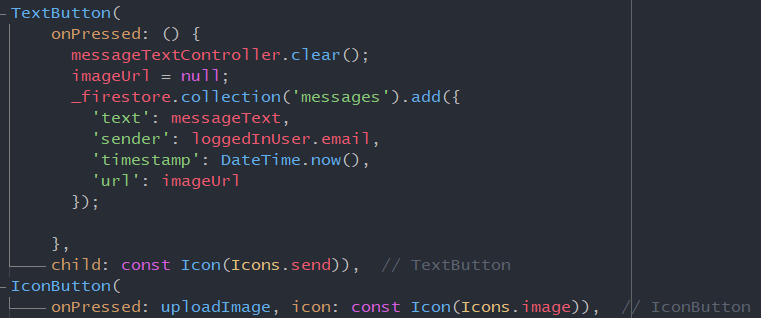 TextButton(
onPressed: () {
messageTextController.clear();
imageUrl = null;
_firestore.collection('messages').add({
'text': messageText,
'sender': loggedInUser.email,
'timestamp': DateTime.now(),
'url': imageUrl
});
},
child: const Icon(Icons.send)), // TextButton
IconButton(
onPressed: uploadImage, icon: const Icon(Icons.image)), // IconButton